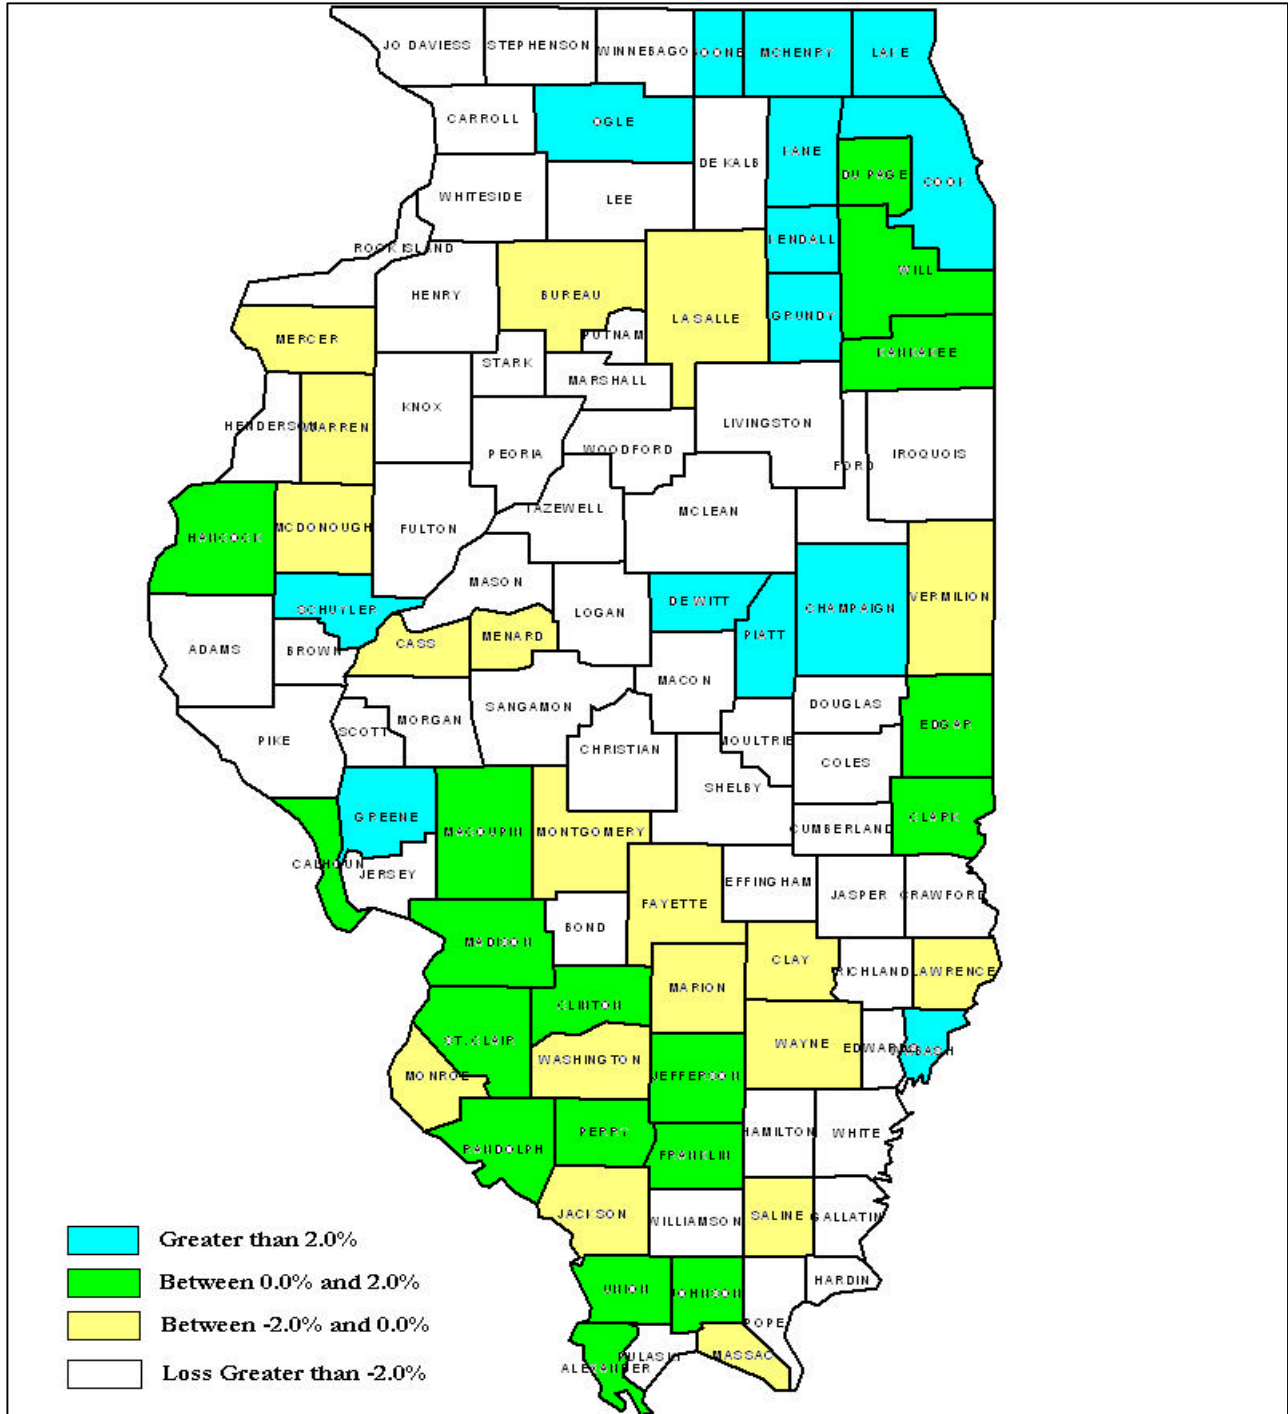 JO DAVIESS STEPHENSON WINNEBAGO BOONE MCHENRY LAKE
CARROLL OGLE DE KALB KANE DU PAGE COOK
WHITESIDE LEE
ROCK ISLAND KENDALL WILL
HENRY BUREAU LASALLE GRUNDY
MERCER PUTNAM KANKAKEE
STARK MARSHALL
HENDERSON WARREN KNOX LIVINGSTON
PEORIA WOODFORD FORD IROQUOIS
HANCOCK MCDONOUGH FULTON TAZEWELL MCLEAN
SCHUYLER MASON LOGAN DE WITT CHAMPAIGN VERMILION
ADAMS BROWN CASS MENARD PIATT
MACON
PIKE SCOTT MORGAN SANGAMON CHRISTIAN MOULTRIE DOUGLAS EDGAR
SHELBY COLES
GREENE MACOUPIN MONTGOMERY CUMBERLAND CLARK
CALHOUN JERSEY FAYETTE EFFINGHAM JASPER CRAWFORD
MADISON BOND
CLAY RICHLAND LAWRENCE
CLINTON MARION
ST. CLAIR WASHINGTON WAYNE EDWARDS WABASH
MONROE JEFFERSON
RANDOLPH PERRY FRANKLIN HAMILTON WHITE
JACKSON WILLIAMSON SALINE GALLATIN
UNION JOHNSON HARDIN
POPE
ALEXANDER PULASKI MASSAC
Greater than 2.0%
Between 0.0% and 2.0%
Between -2.0% and 0.0%
Loss Greater than -2.0%